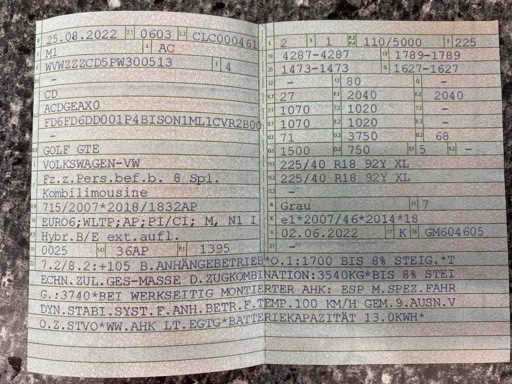 25.08.2022 0603 CLC000461
M1 AC
WVWZZZCD5PW300513 4
CD
ACDGEAX0
FD6FD6DD001P4BISON1ML1CVR2B00
-
GOLF GTE
VOLKSWAGEN-VW
Fz.z.Pers.bef.b. 8 Spl.
Kombilimousine
715/2007*2018/1832AP
EURO6;WLTP;AP;PI/CI; M, N1 I
Hybr.B/E ext.aufl.
0025 36AP 1395
2 1 110/5000 225
4287-4287 1789-1789
1473-1473 1627-1627
- 80 -
27 2040 2040
1070 1020 -
1070 1020 -
71 3750 68
1500 750 5 -
225/40 R18 92Y XL
225/40 R18 92Y XL
-
Grau 7
e1*2007/46*2014*18
02.06.2022 K GM604605
-
7.2/8.2:+105 B.ANHÄNGEBETRIEB*O.1:1700 BIS 8% STEIG.*T
ECHN.ZUL.GES-MASSE D.ZUGKOMBINATION:3540KG*BIS 8% STEI
G.:3740*BEI WERKSEITIG MONTIERTER AHK: ESP M.SPEZ.FAHR
DYN.STABI.SYST.F.ANH.BETR.F.TEMP.100 KM/H GEM.9.AUSN.V
O.Z.STVO*WW.AHK LT.EGTG*BATTERIEKAPAZITÄT 13.0KWH*